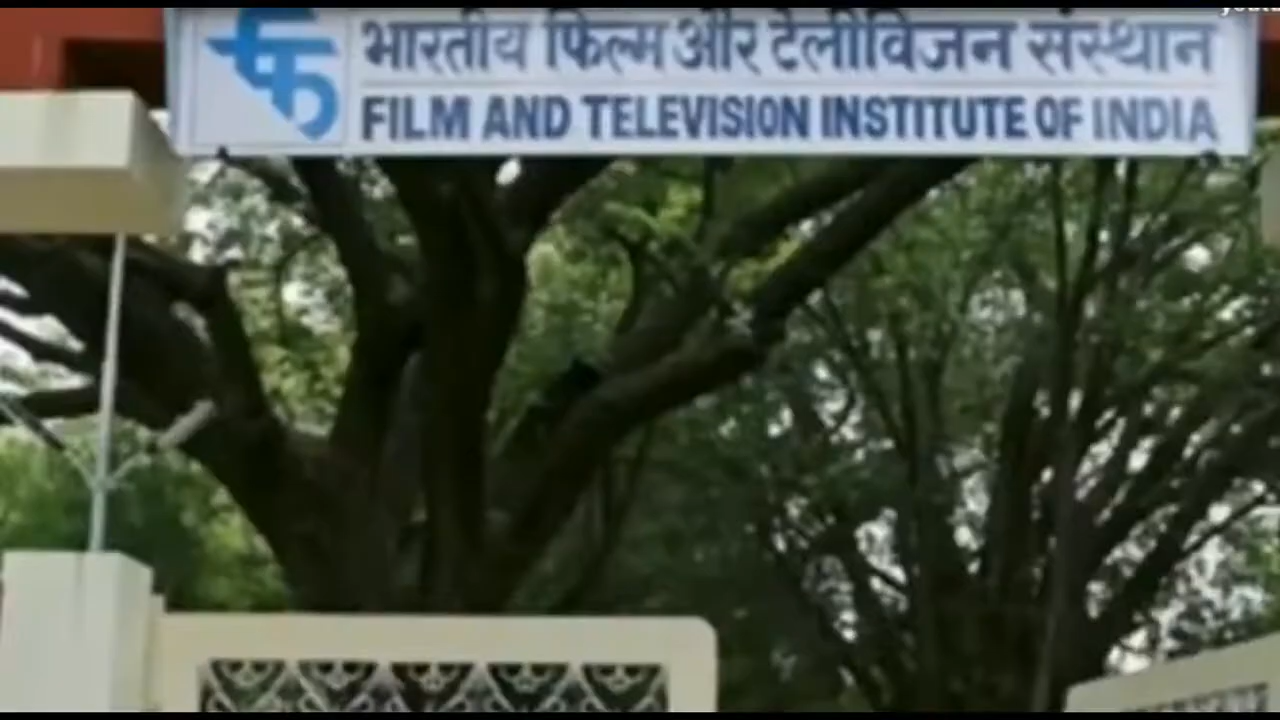 भारतीय फिल्म और टेलीविजन संस्थान
FILM AND TELEVISION INSTITUTE OF INDIA